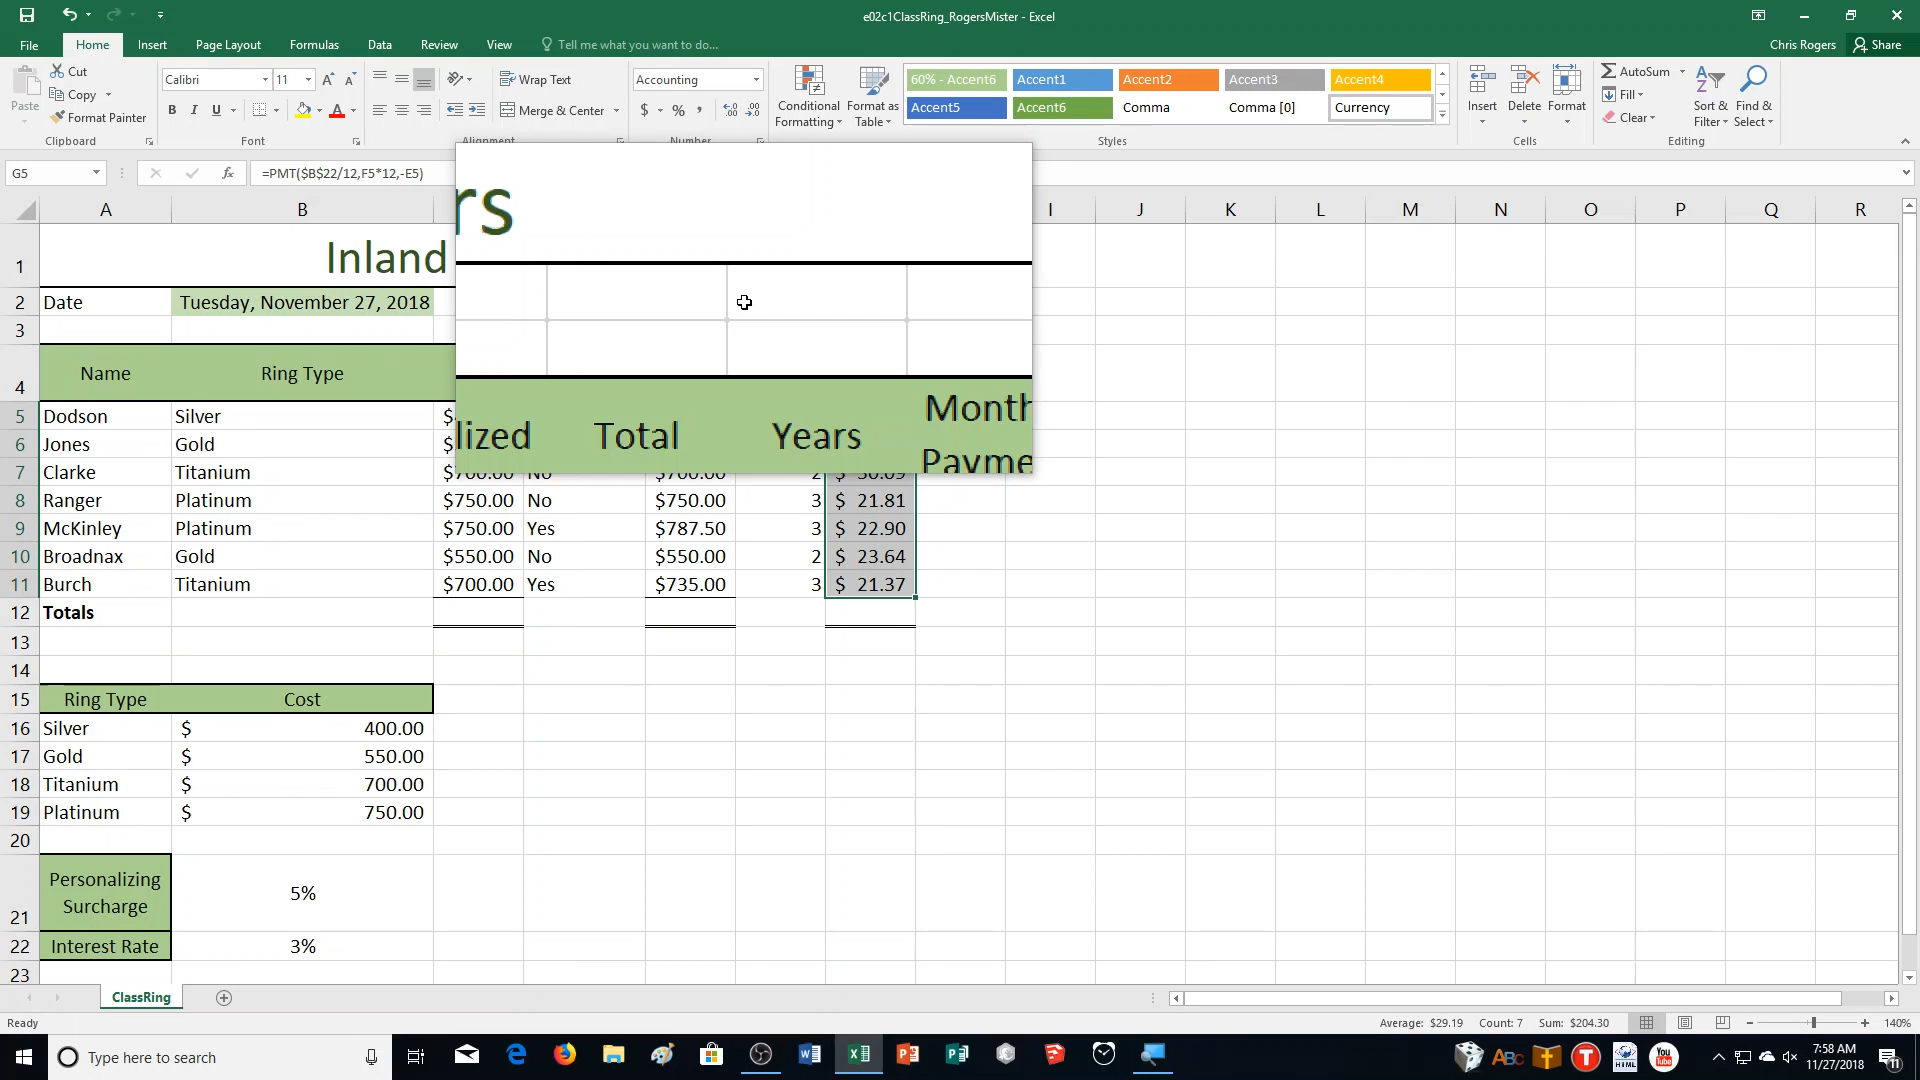 e02c1ClassRing_RogersMister - Excel
File Home Insert Page Layout Formulas Data Review View Tell me what you want to do... Chris Rogers Share
Paste Cut Copy Format Painter Clipboard
Calibri 11 B I U A Font
Wrap Text Merge & Center Alignment
Accounting $ % , Number
Conditional Formatting Format as Table
60% - Accent6 Accent1 Accent2 Accent3 Accent4
Accent5 Accent6 Comma Comma [0] Currency
Styles
Insert Delete Format Cells
AutoSum Fill Clear Sort & Filter Find & Select Editing
G5 fx =PMT($B$22/12,F5*12,-E5)
A B I J K L M N O P Q R
1 Inland rs
2 Date Tuesday, November 27, 2018
3
4 Name Ring Type lized Total Years Month Payme
5 Dodson Silver $
6 Jones Gold $
7 Clarke Titanium $700.00 No $700.00 2 $ 30.09
8 Ranger Platinum $750.00 No $750.00 3 $ 21.81
9 McKinley Platinum $750.00 Yes $787.50 3 $ 22.90
10 Broadnax Gold $550.00 No $550.00 2 $ 23.64
11 Burch Titanium $700.00 Yes $735.00 3 $ 21.37
12 Totals
13
14
15 Ring Type Cost
16 Silver $ 400.00
17 Gold $ 550.00
18 Titanium $ 700.00
19 Platinum $ 750.00
20
21 Personalizing Surcharge 5%
22 Interest Rate 3%
23
ClassRing
Ready Average: $29.19 Count: 7 Sum: $204.30 140%
Type here to search ABC T HTML You Tube 7:58 AM
11/27/2018 11